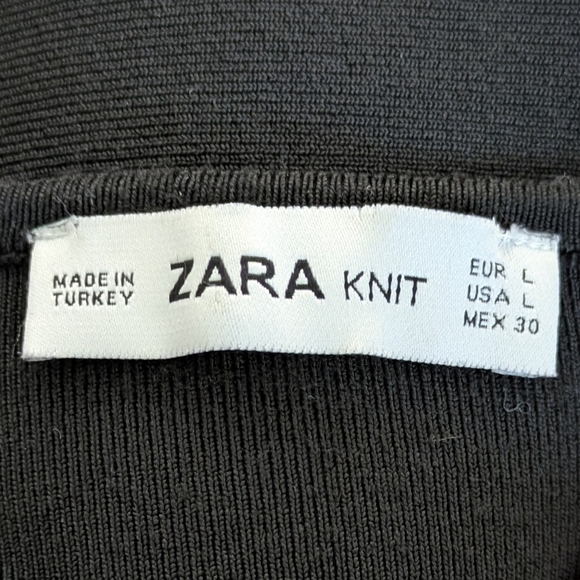 MADE IN
TURKEY
ZARA KNIT
EUR L
USA L
MEX 30